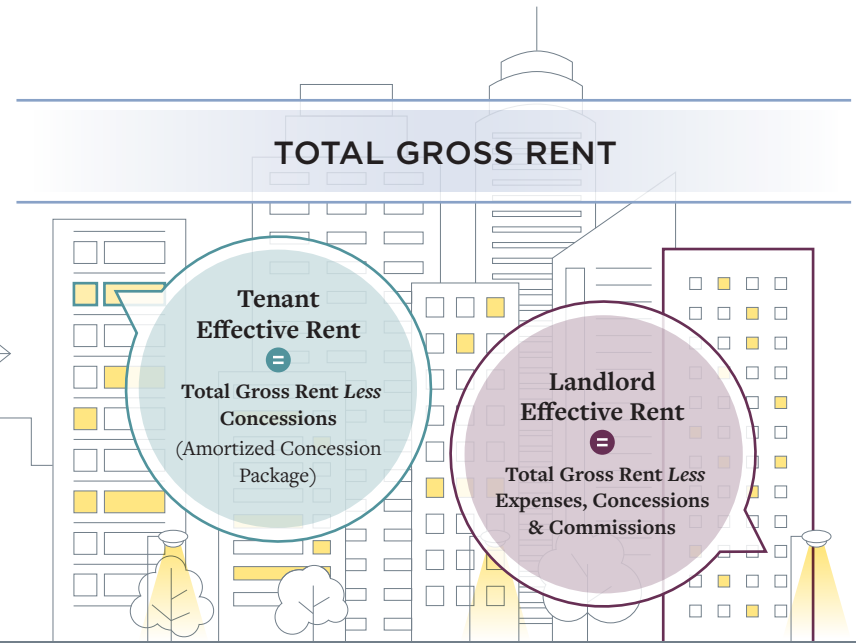 TOTAL GROSS RENT
Tenant
Effective Rent
=
Total Gross Rent Less
Concessions
(Amortized Concession
Package)
Landlord
Effective Rent
=
Total Gross Rent Less
Expenses, Concessions
& Commissions